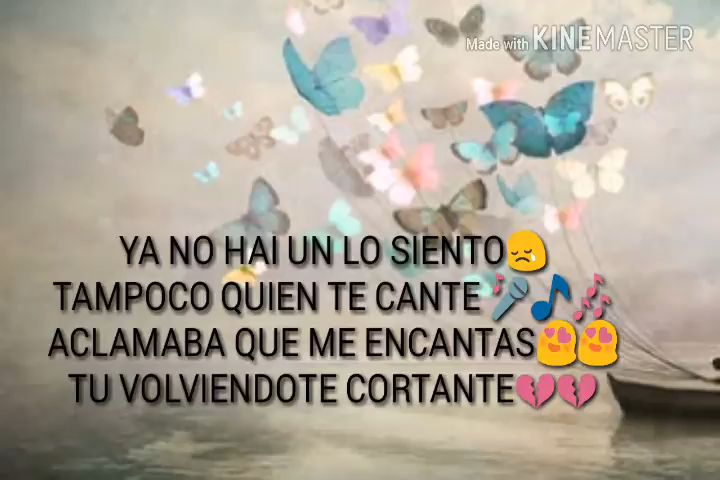 Made with KINEMASTER
YA NO HAI UN LO SIENTO😢
TAMPOCO QUIEN TE CANTE🎤🎵🎶
ACLAMABA QUE ME ENCANTAS😍😍
TU VOLVIENDOTE CORTANTE💔💔